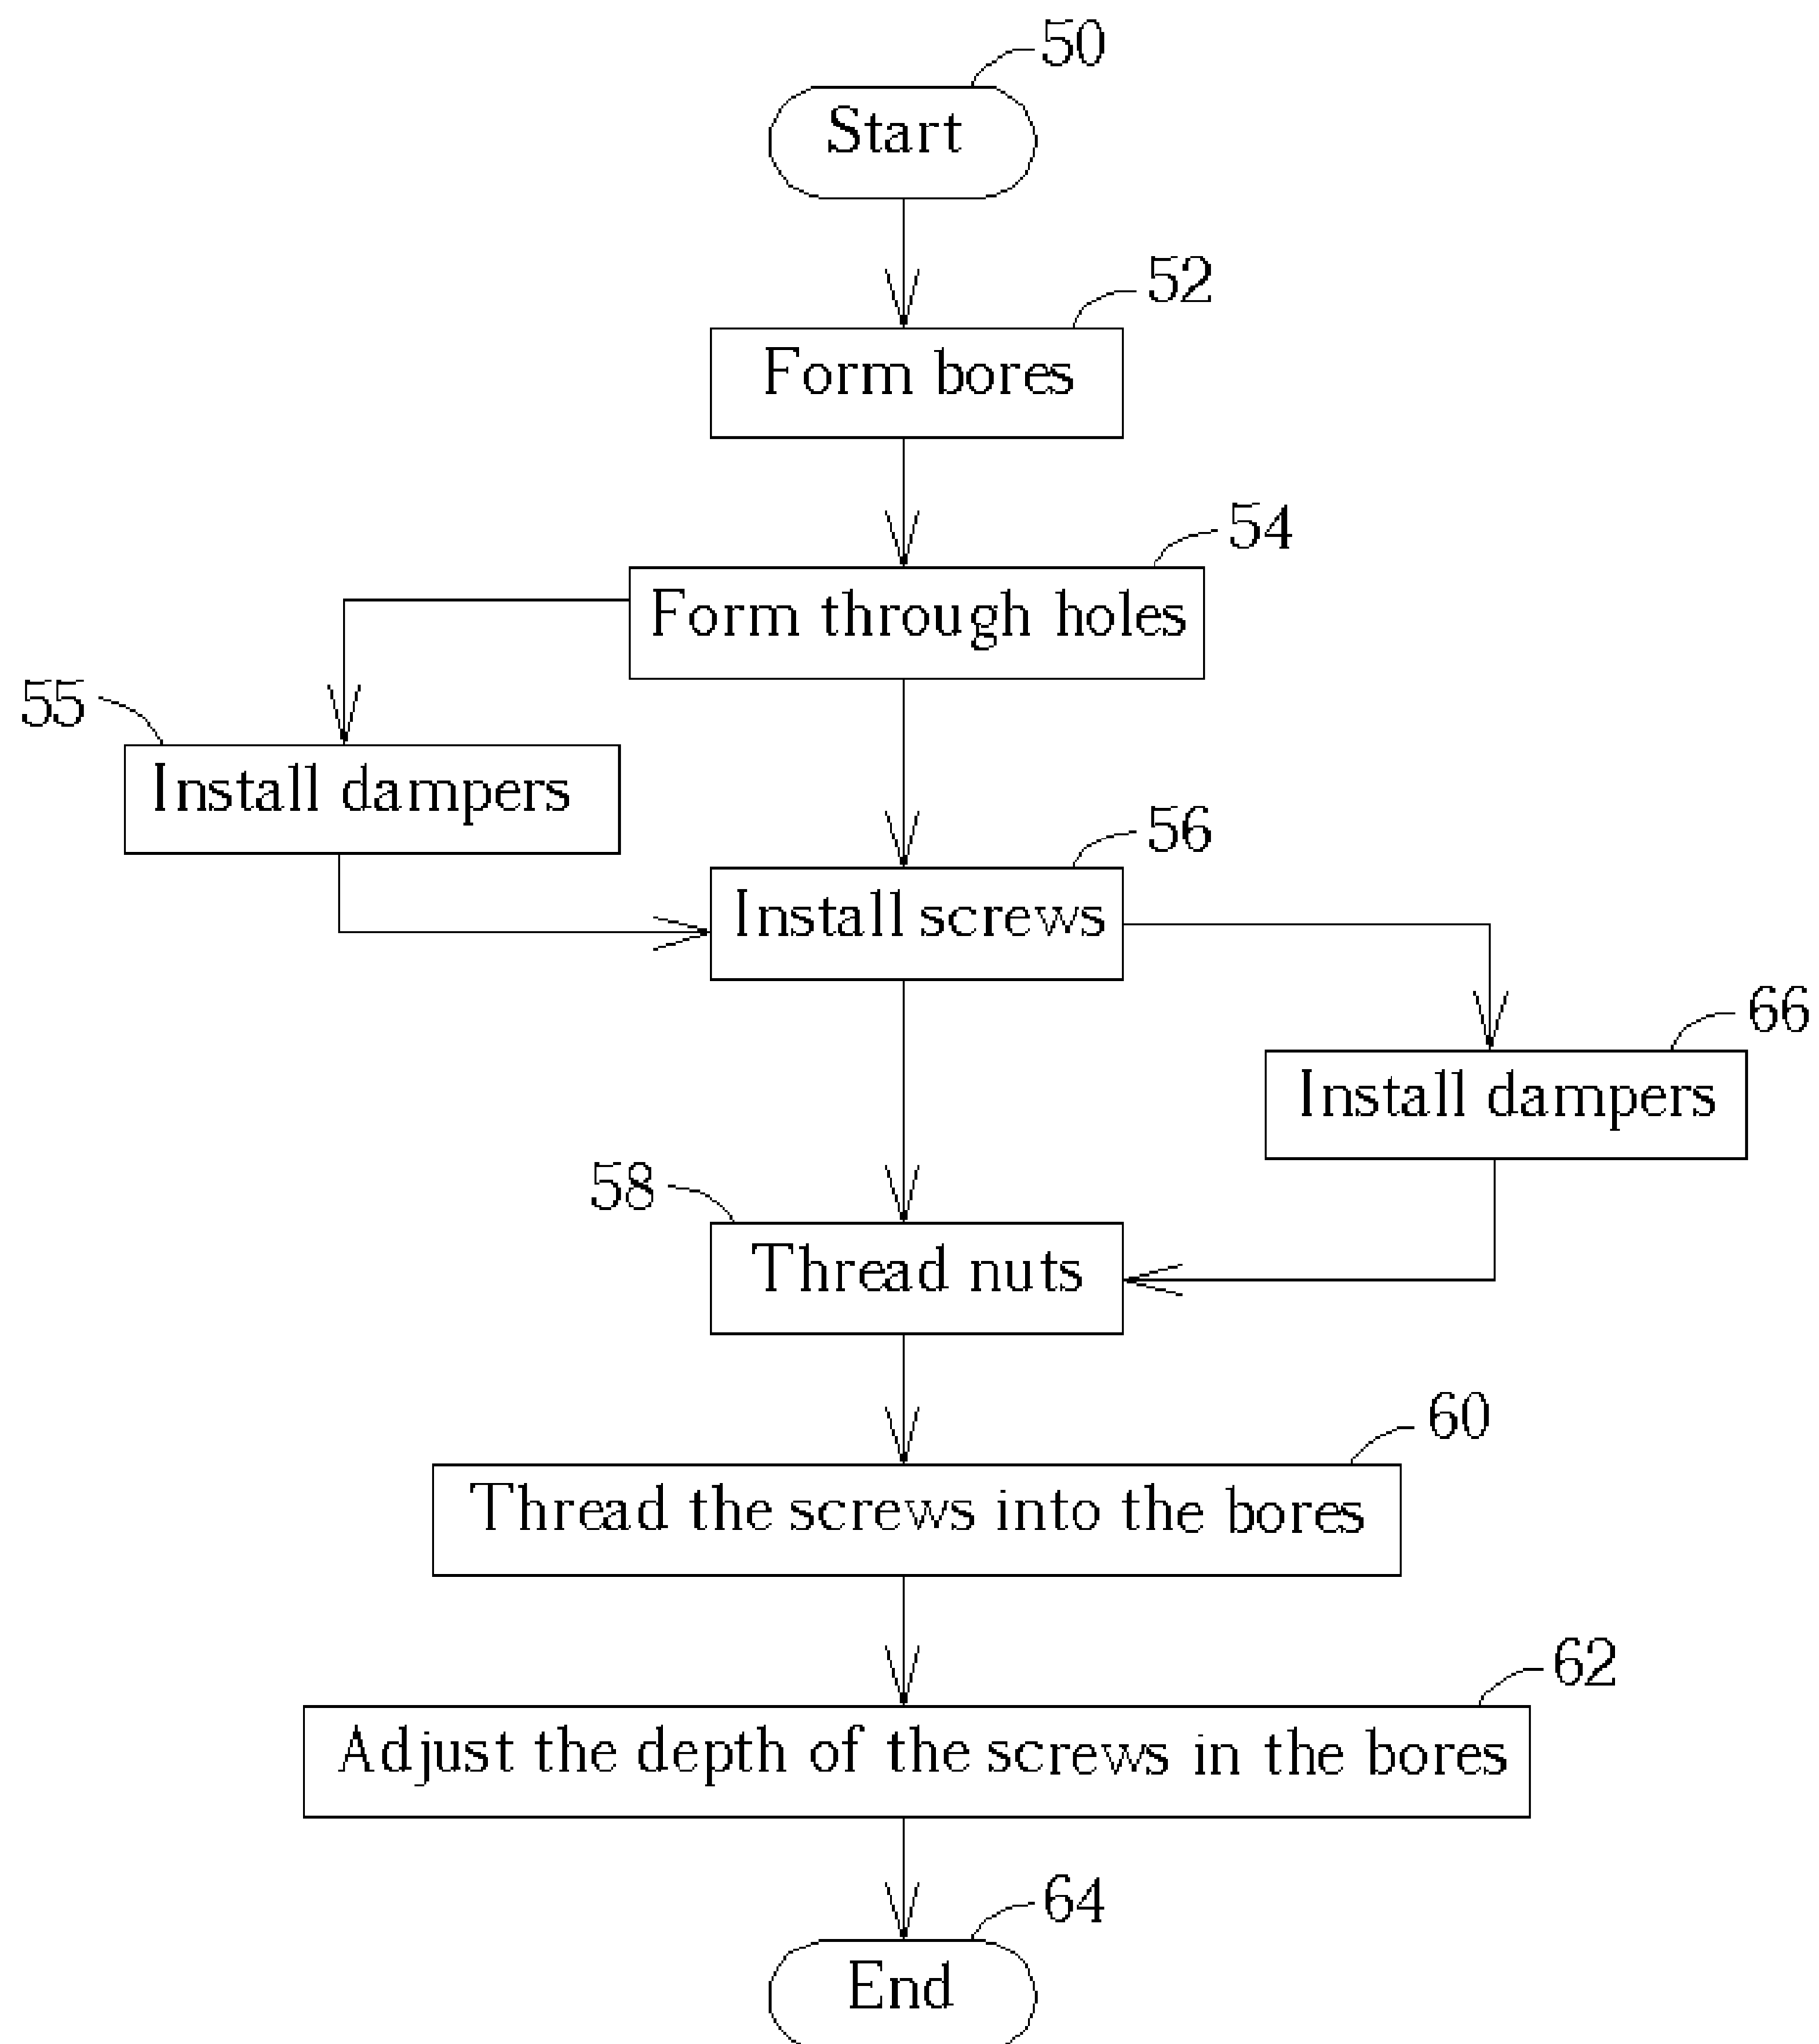 50
Start
52
Form bores
54
Form through holes
55
Install dampers
56
Install screws
66
Install dampers
58
Thread nuts
60
Thread the screws into the bores
62
Adjust the depth of the screws in the bores
64
End